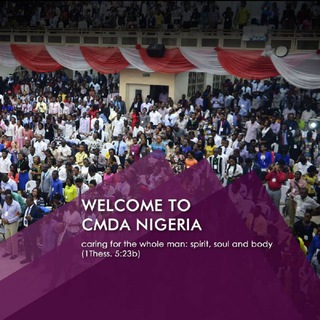 WELCOME TO
CMDA NIGERIA
caring for the whole man: spirit, soul and body
(1Thess. 5:23b)